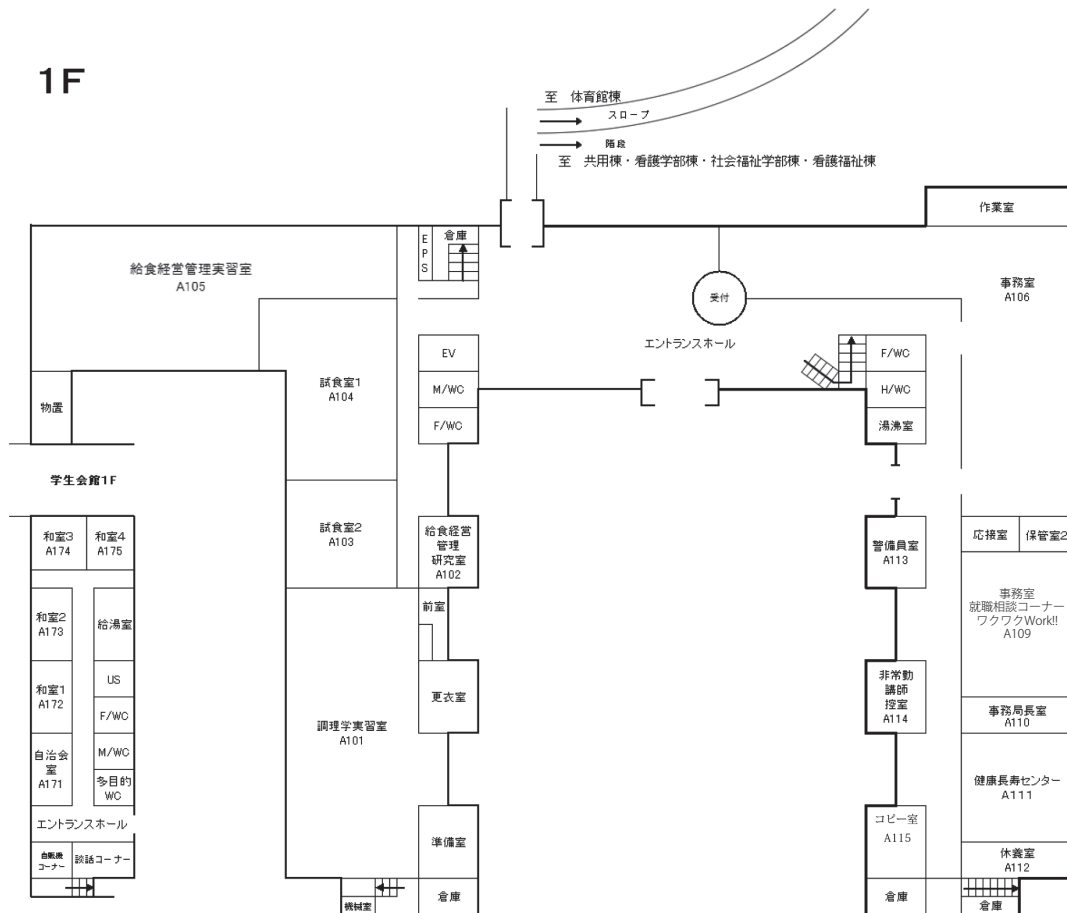 1F
至 体育館棟
スロープ
階段
至 共用棟・看護学部棟・社会福祉学部棟・看護福祉棟
作業室
給食経営管理実習室
A105
EPS
倉庫
受付
事務室
A106
エントランスホール
EV
M/WC
F/WC
F/WC
H/WC
湯沸室
試食室1
A104
物置
学生会館1F
試食室2
A103
給食経営
管理
研究室
A102
警備員室
A113
応接室
保管室2
和室3
A174
和室4
A175
前室
事務室
就職相談コーナー
ワクワクWork!!
A109
和室2
A173
給湯室
和室1
A172
US
F/WC
更衣室
非常勤
講師
控室
A114
事務局長室
A110
調理学実習室
A101
自治会
室
A171
M/WC
多目的
WC
健康長寿センター
A111
エントランスホール
自販機
コーナー
談話コーナー
準備室
コピー室
A115
休養室
A112
機械室
倉庫
倉庫
倉庫